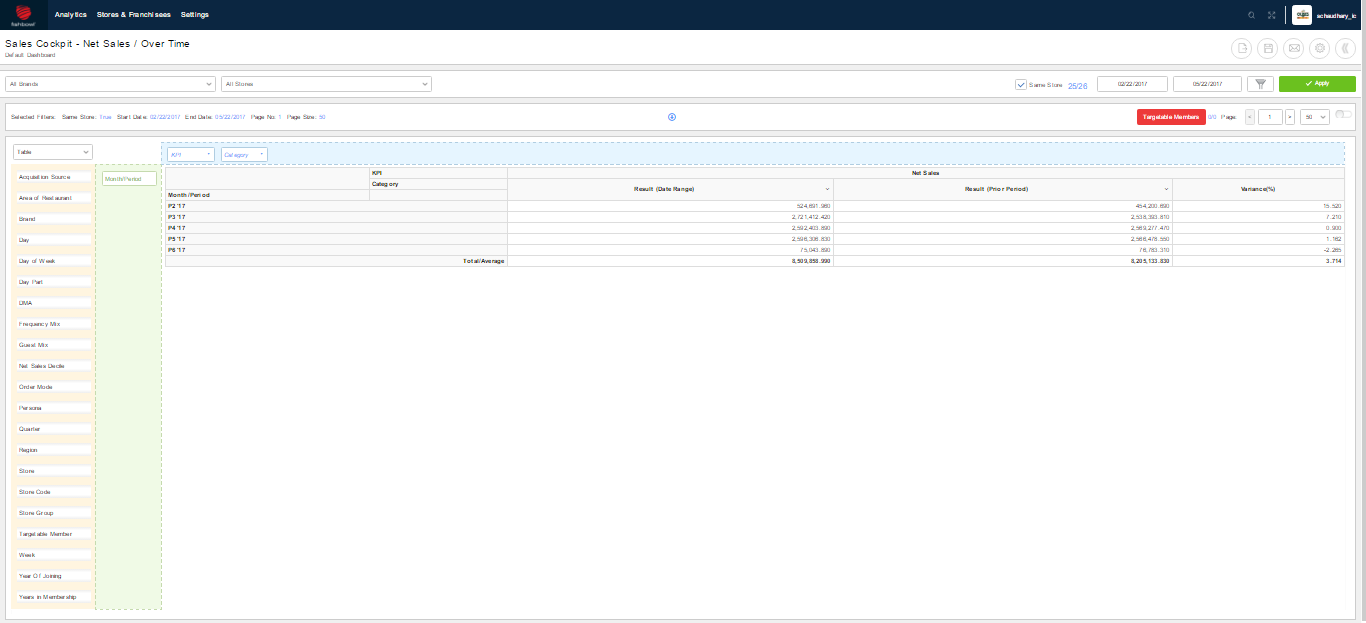 fishbowl
Analytics Stores & Franchisees Settings
schaudhary_ic
Sales Cockpit - Net Sales / Over Time
Default Dashboard
All Brands All Stores Same Store 25/26 02/22/2017 05/22/2017 Apply
Selected Filters: Same Store: True Start Date: 02/22/2017 End Date: 05/22/2017 Page No: 1 Page Size: 50 Targetable Members 0/0 Page: < 1 > 50
Table KPI Category
Acquisition Source
Area of Restaurant
Brand
Day
Day of Week
Day Part
DMA
Frequency Mix
Guest Mix
Net Sales Decile
Order Mode
Persona
Quarter
Region
Store
Store Code
Store Group
Targetable Member
Week
Year Of Joining
Years in Membership
Month/Period
KPI Net Sales
Category Result (Date Range) Result (Prior Period) Variance(%)
Month/Period
P2 '17 524,691.960 454,200.690 15.520
P3 '17 2,721,412.420 2,538,393.810 7.210
P4 '17 2,592,403.890 2,569,277.470 0.900
P5 '17 2,596,306.830 2,566,478.550 1.162
P6 '17 75,043.890 76,783.310 -2.265
Total/Average 8,509,858.990 8,205,133.830 3.714